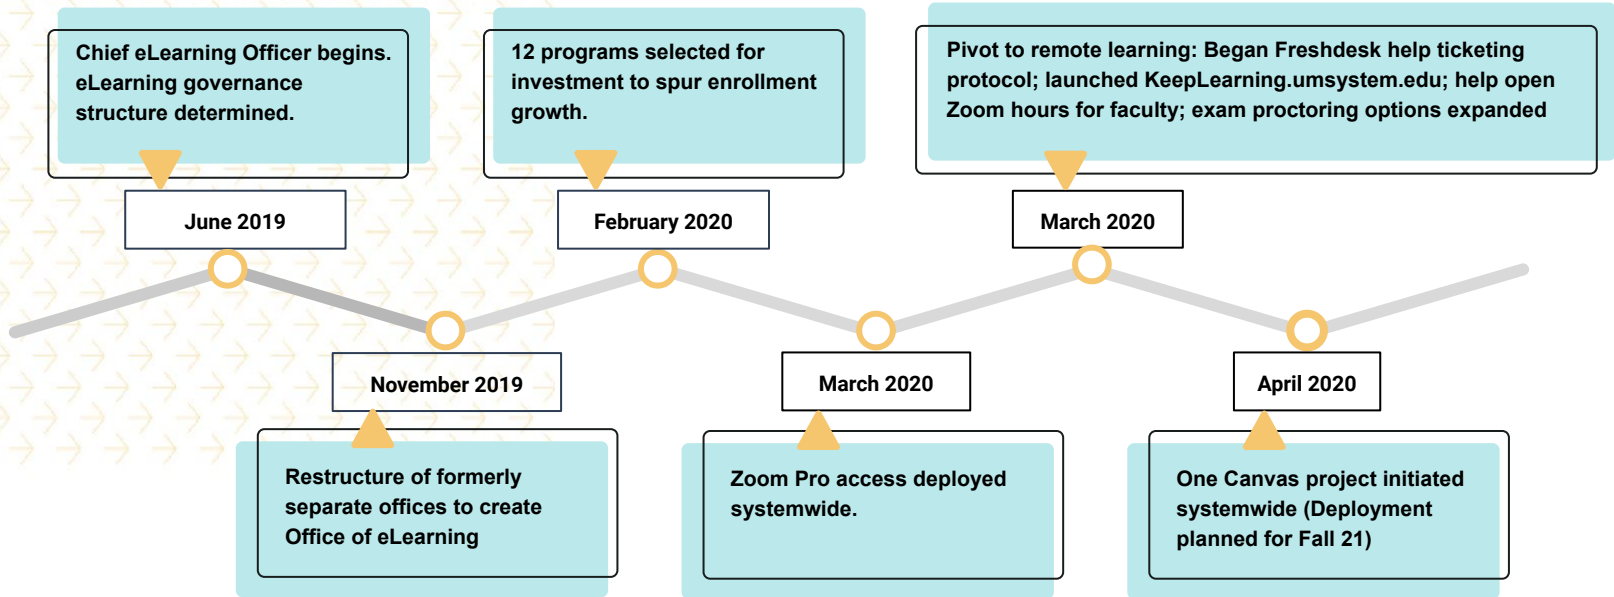 Chief eLearning Officer begins.
eLearning governance
structure determined.
June 2019
12 programs selected for
investment to spur enrollment
growth.
February 2020
Pivot to remote learning: Began Freshdesk help ticketing
protocol; launched KeepLearning.umsystem.edu; help open
Zoom hours for faculty; exam proctoring options expanded
March 2020
November 2019
Restructure of formerly
separate offices to create
Office of eLearning
March 2020
Zoom Pro access deployed
systemwide.
April 2020
One Canvas project initiated
systemwide (Deployment
planned for Fall 21)